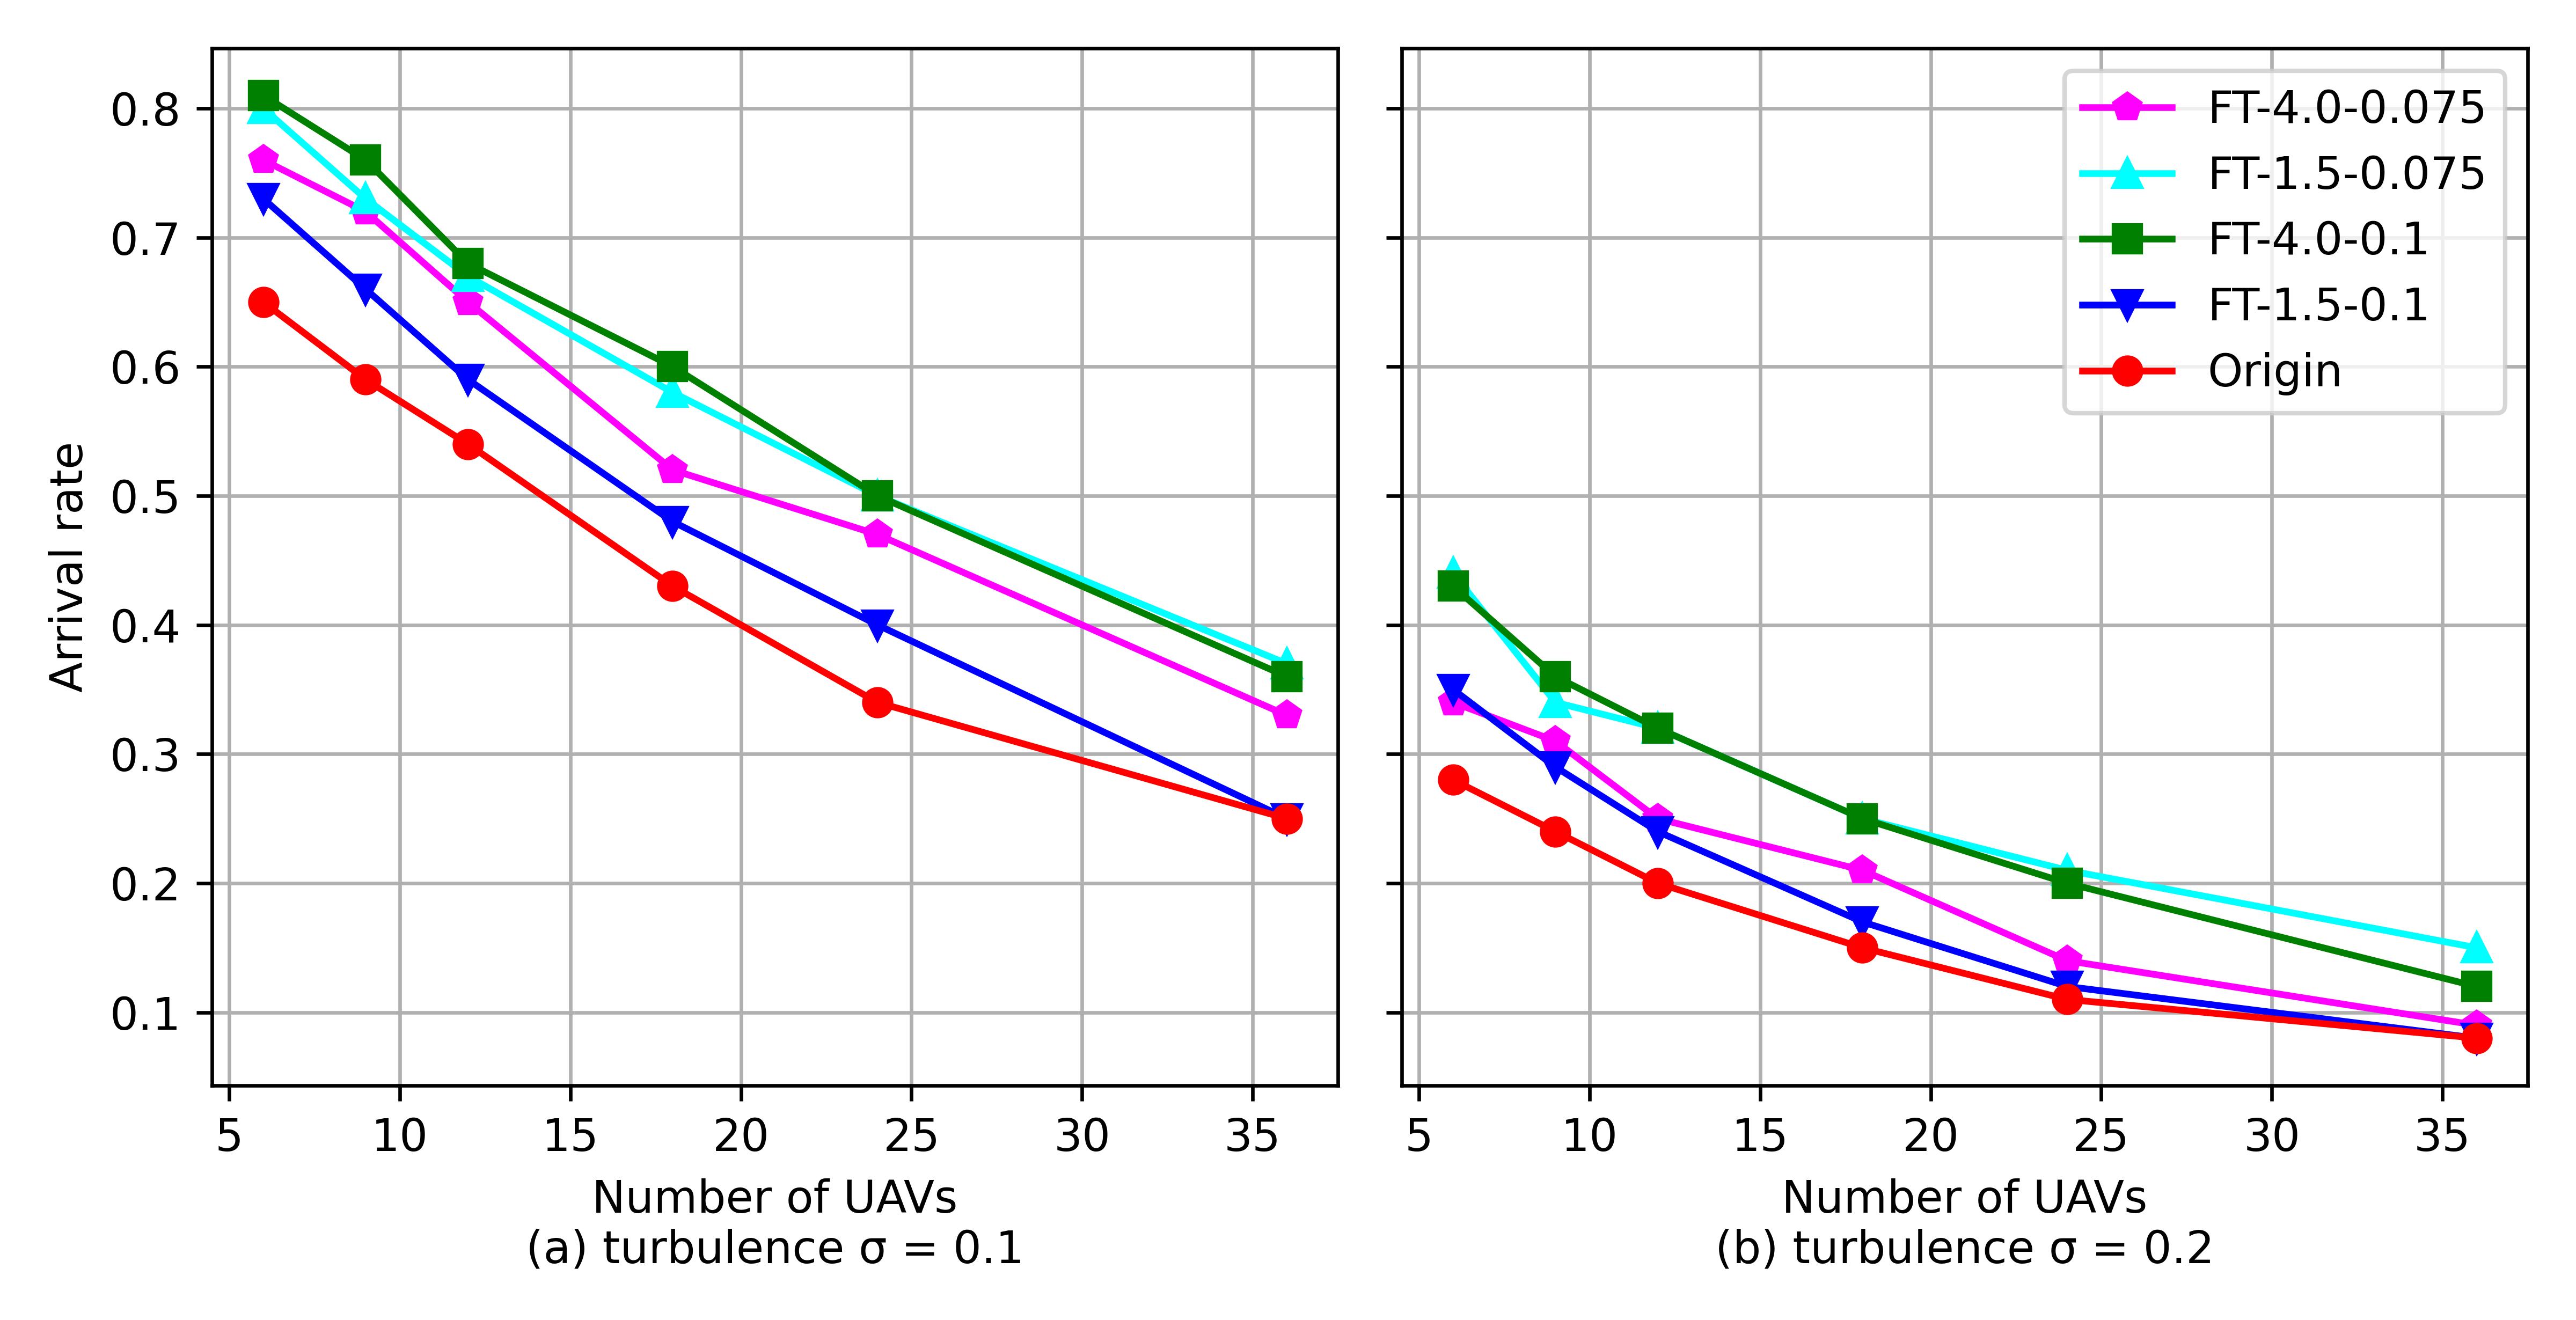 Arrival rate
0.8
0.7
0.6
0.5
0.4
0.3
0.2
0.1
5 10 15 20 25 30 35
Number of UAVs
(a) turbulence σ = 0.1
FT-4.0-0.075
FT-1.5-0.075
FT-4.0-0.1
FT-1.5-0.1
Origin
5 10 15 20 25 30 35
Number of UAVs
(b) turbulence σ = 0.2